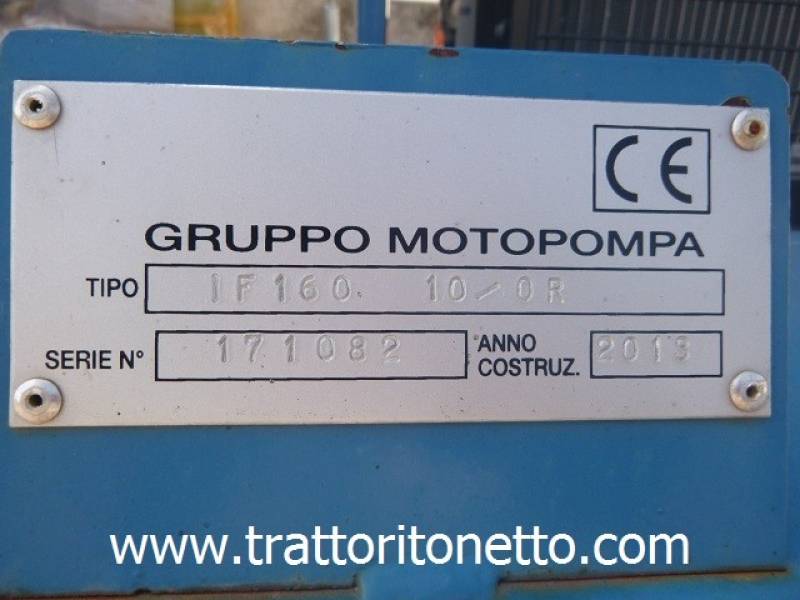 CE
GRUPPO MOTOPOMPA
TIPO IF160. 10/0R
SERIE N° 171082 ANNO COSTRUZ. 2013
www.trattoritonetto.com